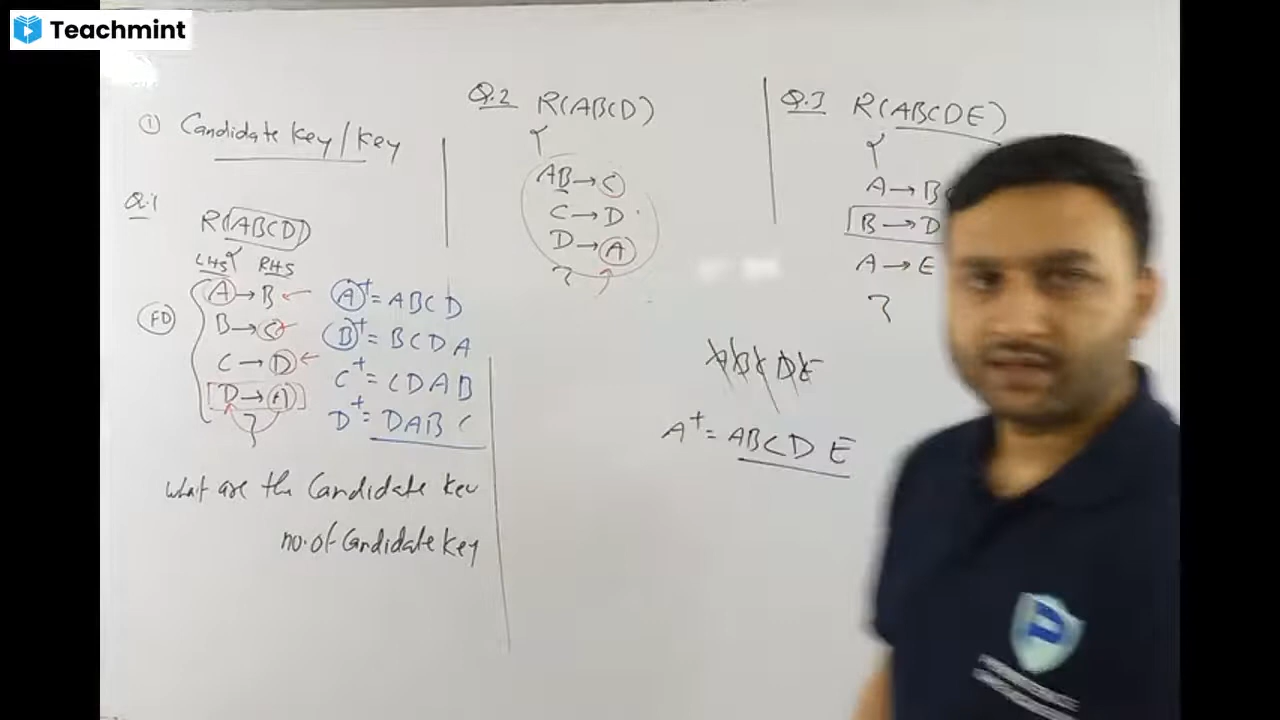 Teachmint
① Candidate Key/Key
Q.1
R(ABCD)
{
LHS RHS
FD
A→B
B→C
C→D
D→A
}
A+ = ABCD
B+ = BCDA
C+ = CDAB
D+ = DABC
what are the Candidate Key
no. of Candidate Key
Q.2 R(ABCD)
{
AB→C
C→D
D→A
}
Q.3 R(ABCDE)
{
A→B
B→D
A→E
}
ABCDE
A+ = ABCDE